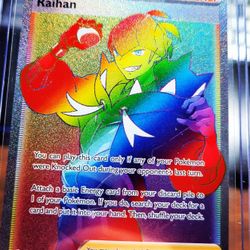 Raihan
You can play this card only if any of your Pokémon
were Knocked Out during your opponent's last turn.
Attach a basic Energy card from your discard pile to
1 of your Pokémon. If you do, search your deck for a
card and put it into your hand. Then, shuffle your deck.